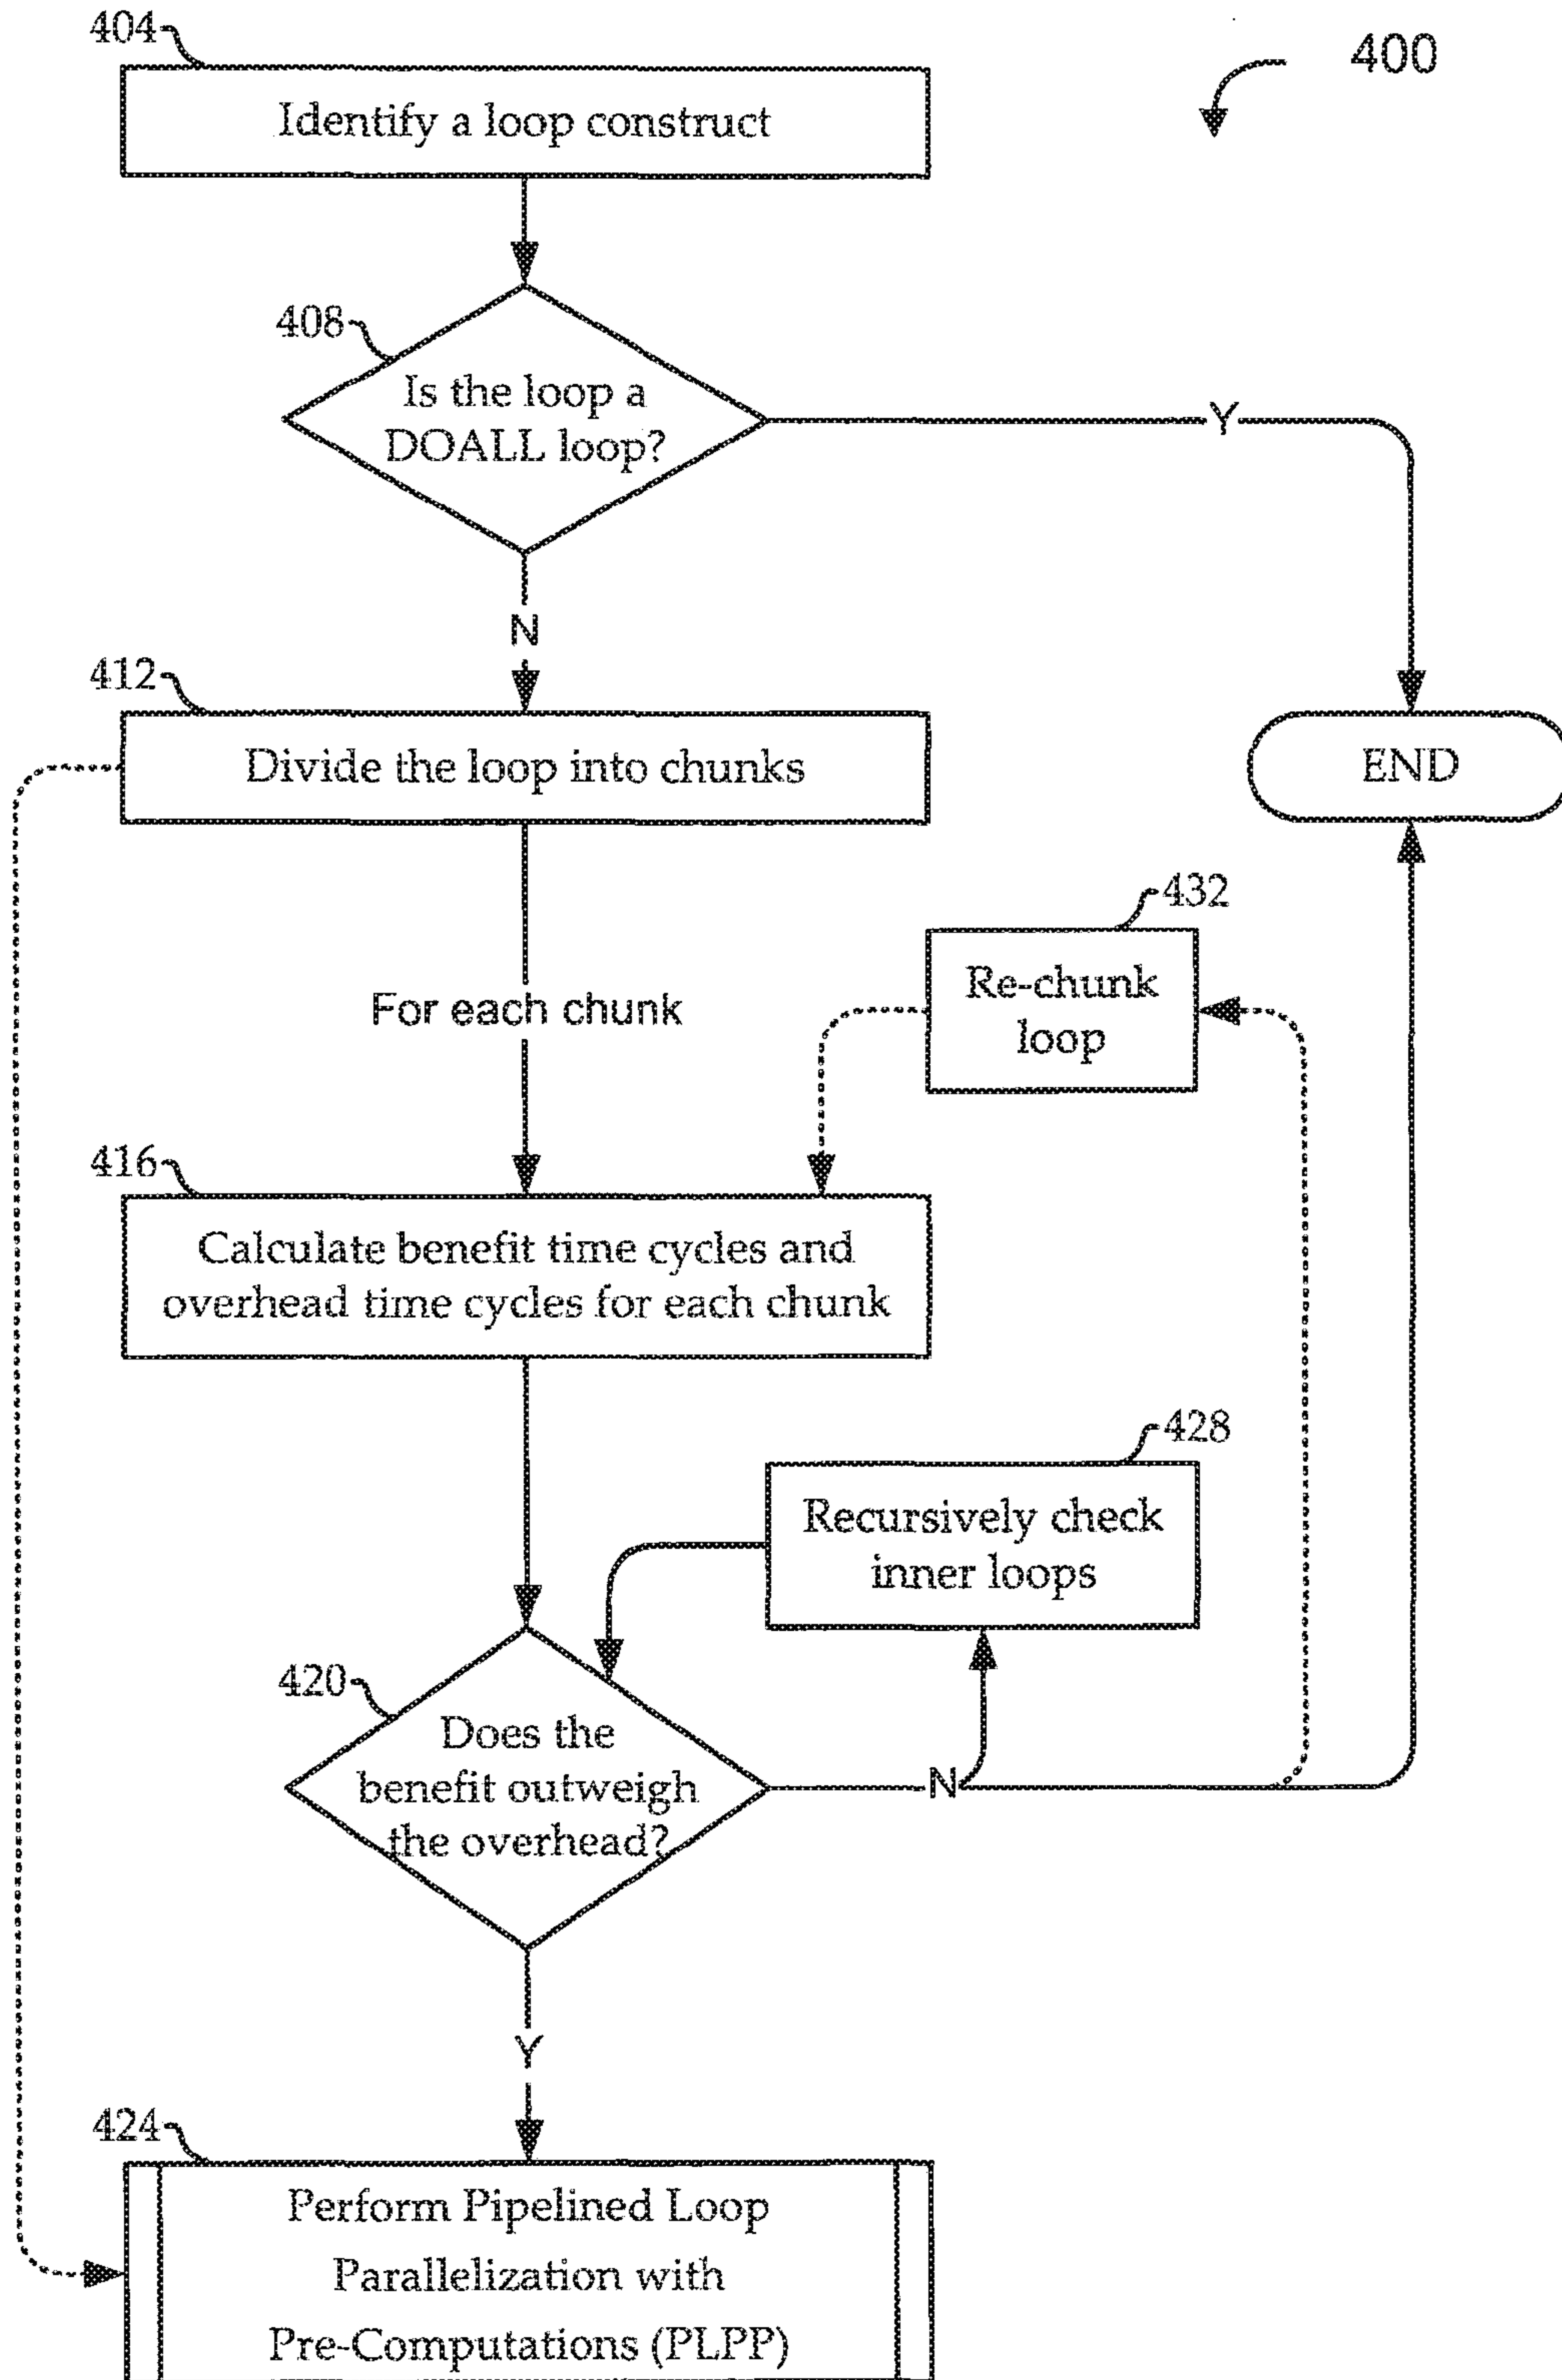 404
400
Identify a loop construct
408
Is the loop a
DOALL loop?
Y
N
412
Divide the loop into chunks
END
432
Re-chunk
loop
For each chunk
416
Calculate benefit time cycles and
overhead time cycles for each chunk
428
Recursively check
inner loops
420
Does the
benefit outweigh
the overhead?
N
Y
424
Perform Pipelined Loop
Parallelization with
Pre-Computations (PLPP)